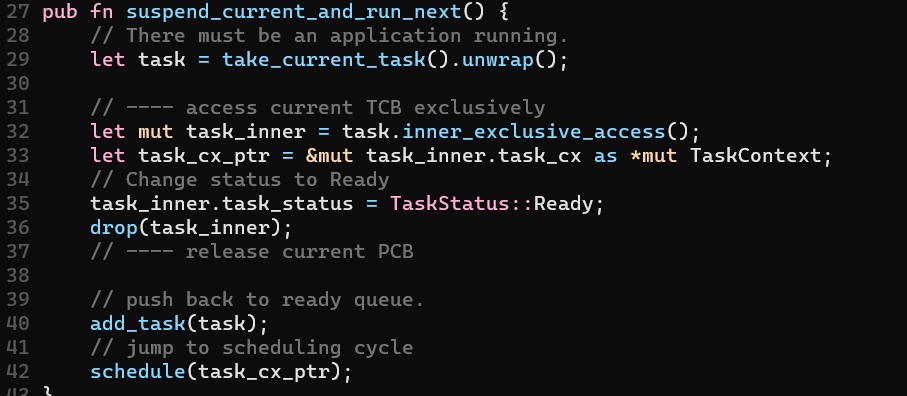 27 pub fn suspend_current_and_run_next() {
28     // There must be an application running.
29     let task = take_current_task().unwrap();
30
31     // ---- access current TCB exclusively
32     let mut task_inner = task.inner_exclusive_access();
33     let task_cx_ptr = &mut task_inner.task_cx as *mut TaskContext;
34     // Change status to Ready
35     task_inner.task_status = TaskStatus::Ready;
36     drop(task_inner);
37     // ---- release current PCB
38
39     // push back to ready queue.
40     add_task(task);
41     // jump to scheduling cycle
42     schedule(task_cx_ptr);
43 }